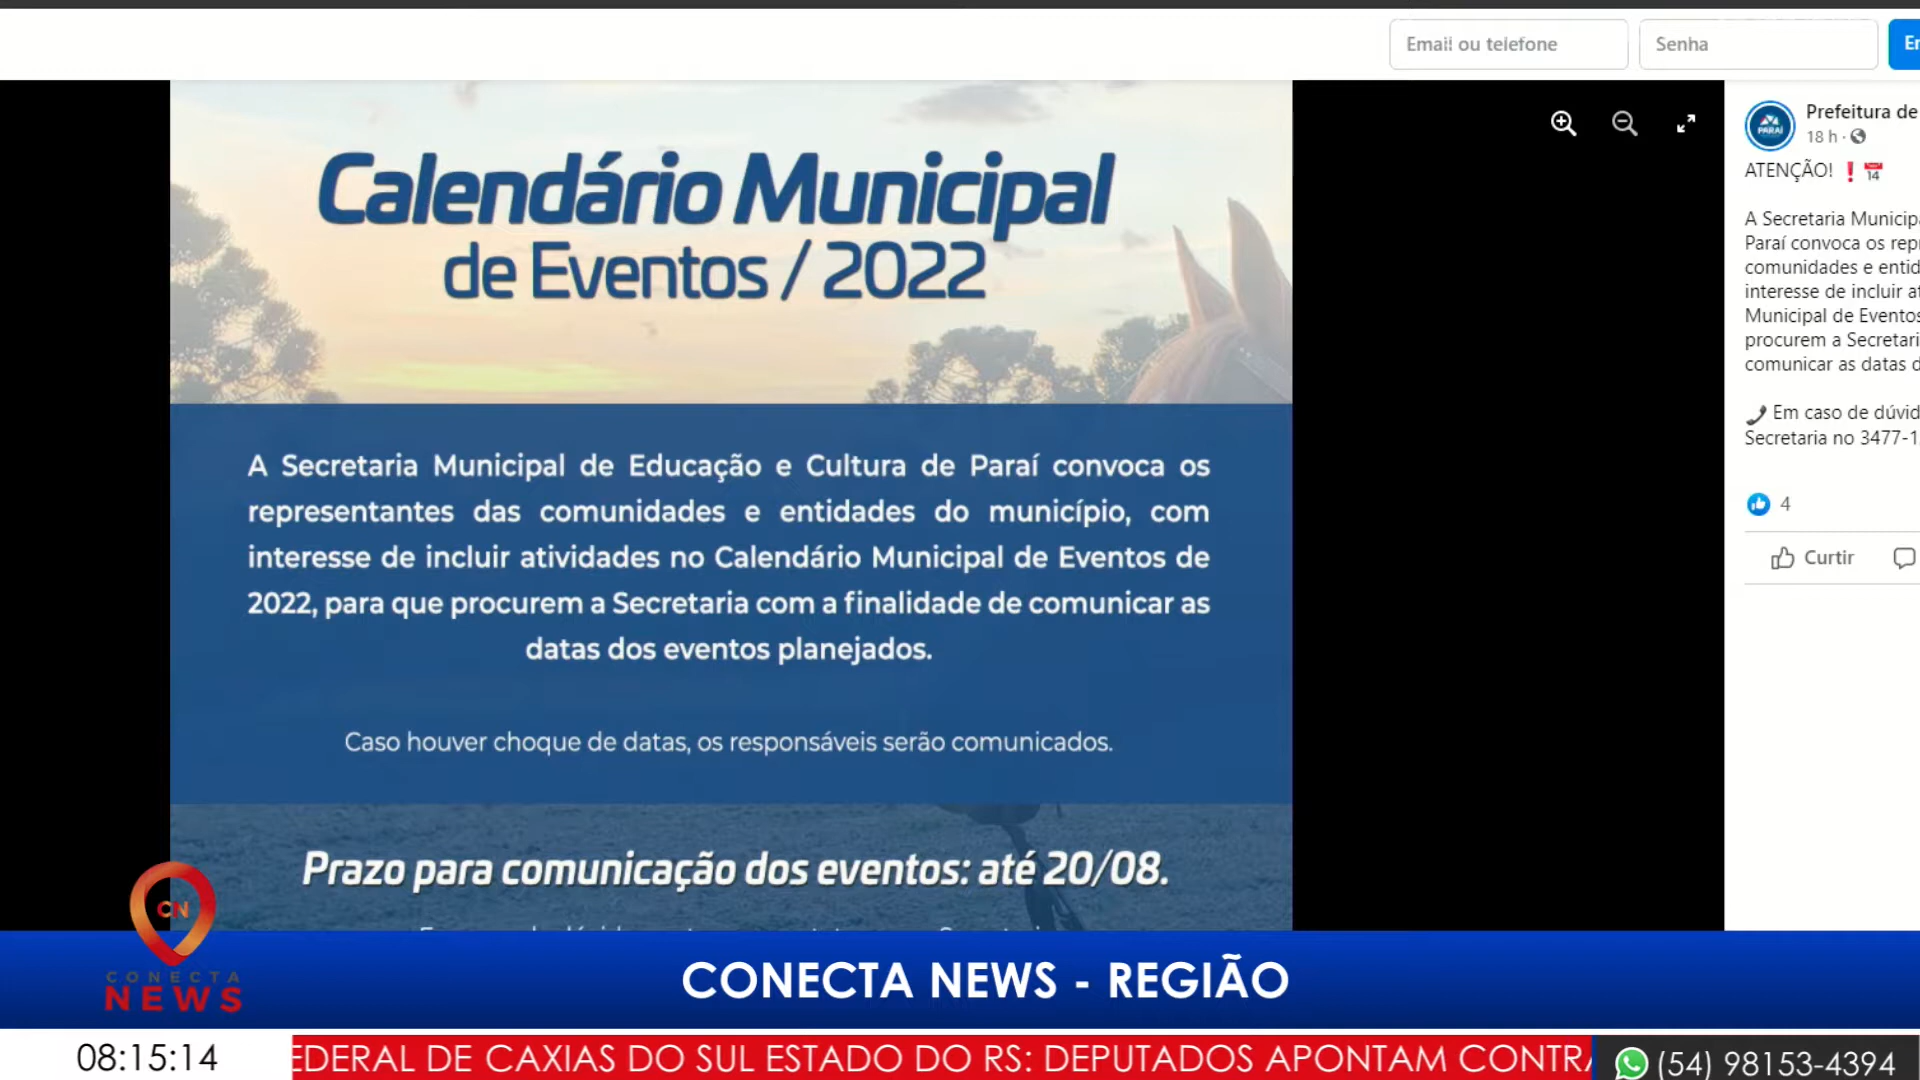 Email ou telefone
Senha
Calendário Municipal
de Eventos / 2022
A Secretaria Municipal de Educação e Cultura de Paraí convoca os
representantes das comunidades e entidades do município, com
interesse de incluir atividades no Calendário Municipal de Eventos de
2022, para que procurem a Secretaria com a finalidade de comunicar as
datas dos eventos planejados.
Caso houver choque de datas, os responsáveis serão comunicados.
Prazo para comunicação dos eventos: até 20/08.
PARAÍ
Prefeitura de
18 h ·
ATENÇÃO! ❗ 14
A Secretaria Municip
Paraí convoca os rep
comunidades e entid
interesse de incluir
Municipal de Eventos
procurem a Secretari
comunicar as datas
Em caso de dúvid
Secretaria no 3477-1
4
Curtir
CN
CONECTA
NEWS
CONECTA NEWS - REGIÃO
08:15:14
EDERAL DE CAXIAS DO SUL ESTADO DO RS: DEPUTADOS APONTAM CONTRA
(54) 98153-4394